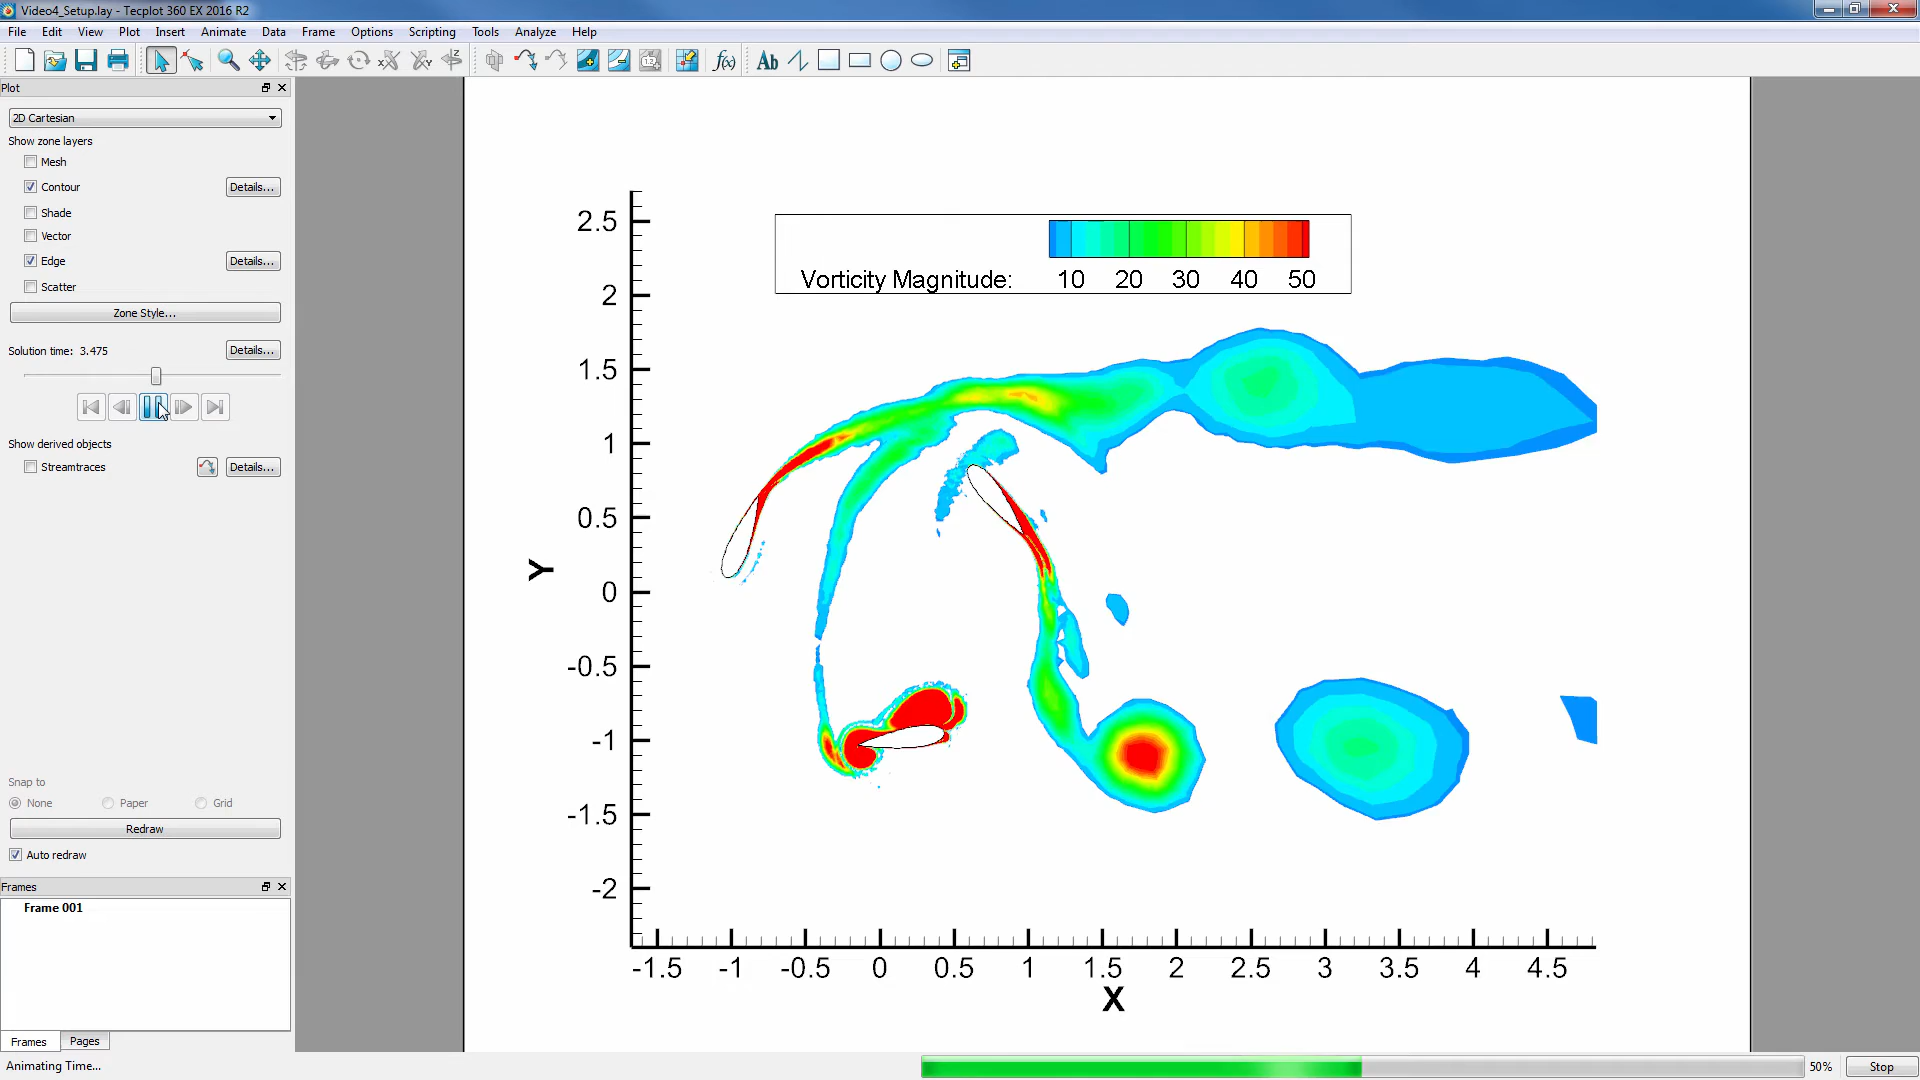 Video4_Setup.lay - Tecplot 360 EX 2016 R2
File Edit View Plot Insert Animate Data Frame Options Scripting Tools Analyze Help
Plot
2D Cartesian
Show zone layers
Mesh
Contour Details...
Shade
Vector
Edge Details...
Scatter
Zone Style...
Solution time: 3.475 Details...
Show derived objects
Streamtraces Details...
Snap to
None Paper Grid
Redraw
Auto redraw
Frames
Frame 001
Frames Pages
Animating Time...
50% Stop
Ab
f(x)
Vorticity Magnitude: 10 20 30 40 50
Y
2.5
2
1.5
1
0.5
0
-0.5
-1
-1.5
-2
-1.5 -1 -0.5 0 0.5 1 1.5 2 2.5 3 3.5 4 4.5
X